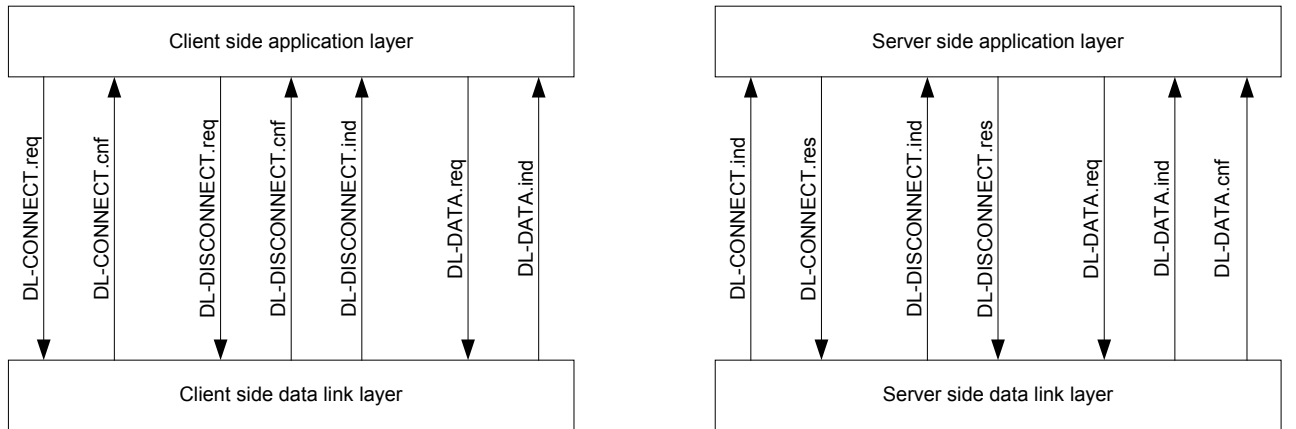 Client side application layer
Server side application layer
DL-CONNECT.req
DL-CONNECT.cnf
DL-DISCONNECT.req
DL-DISCONNECT.cnf
DL-DISCONNECT.ind
DL-DATA.req
DL-DATA.ind
DL-CONNECT.ind
DL-CONNECT.res
DL-DISCONNECT.ind
DL-DISCONNECT.res
DL-DATA.req
DL-DATA.ind
DL-DATA.cnf
Client side data link layer
Server side data link layer